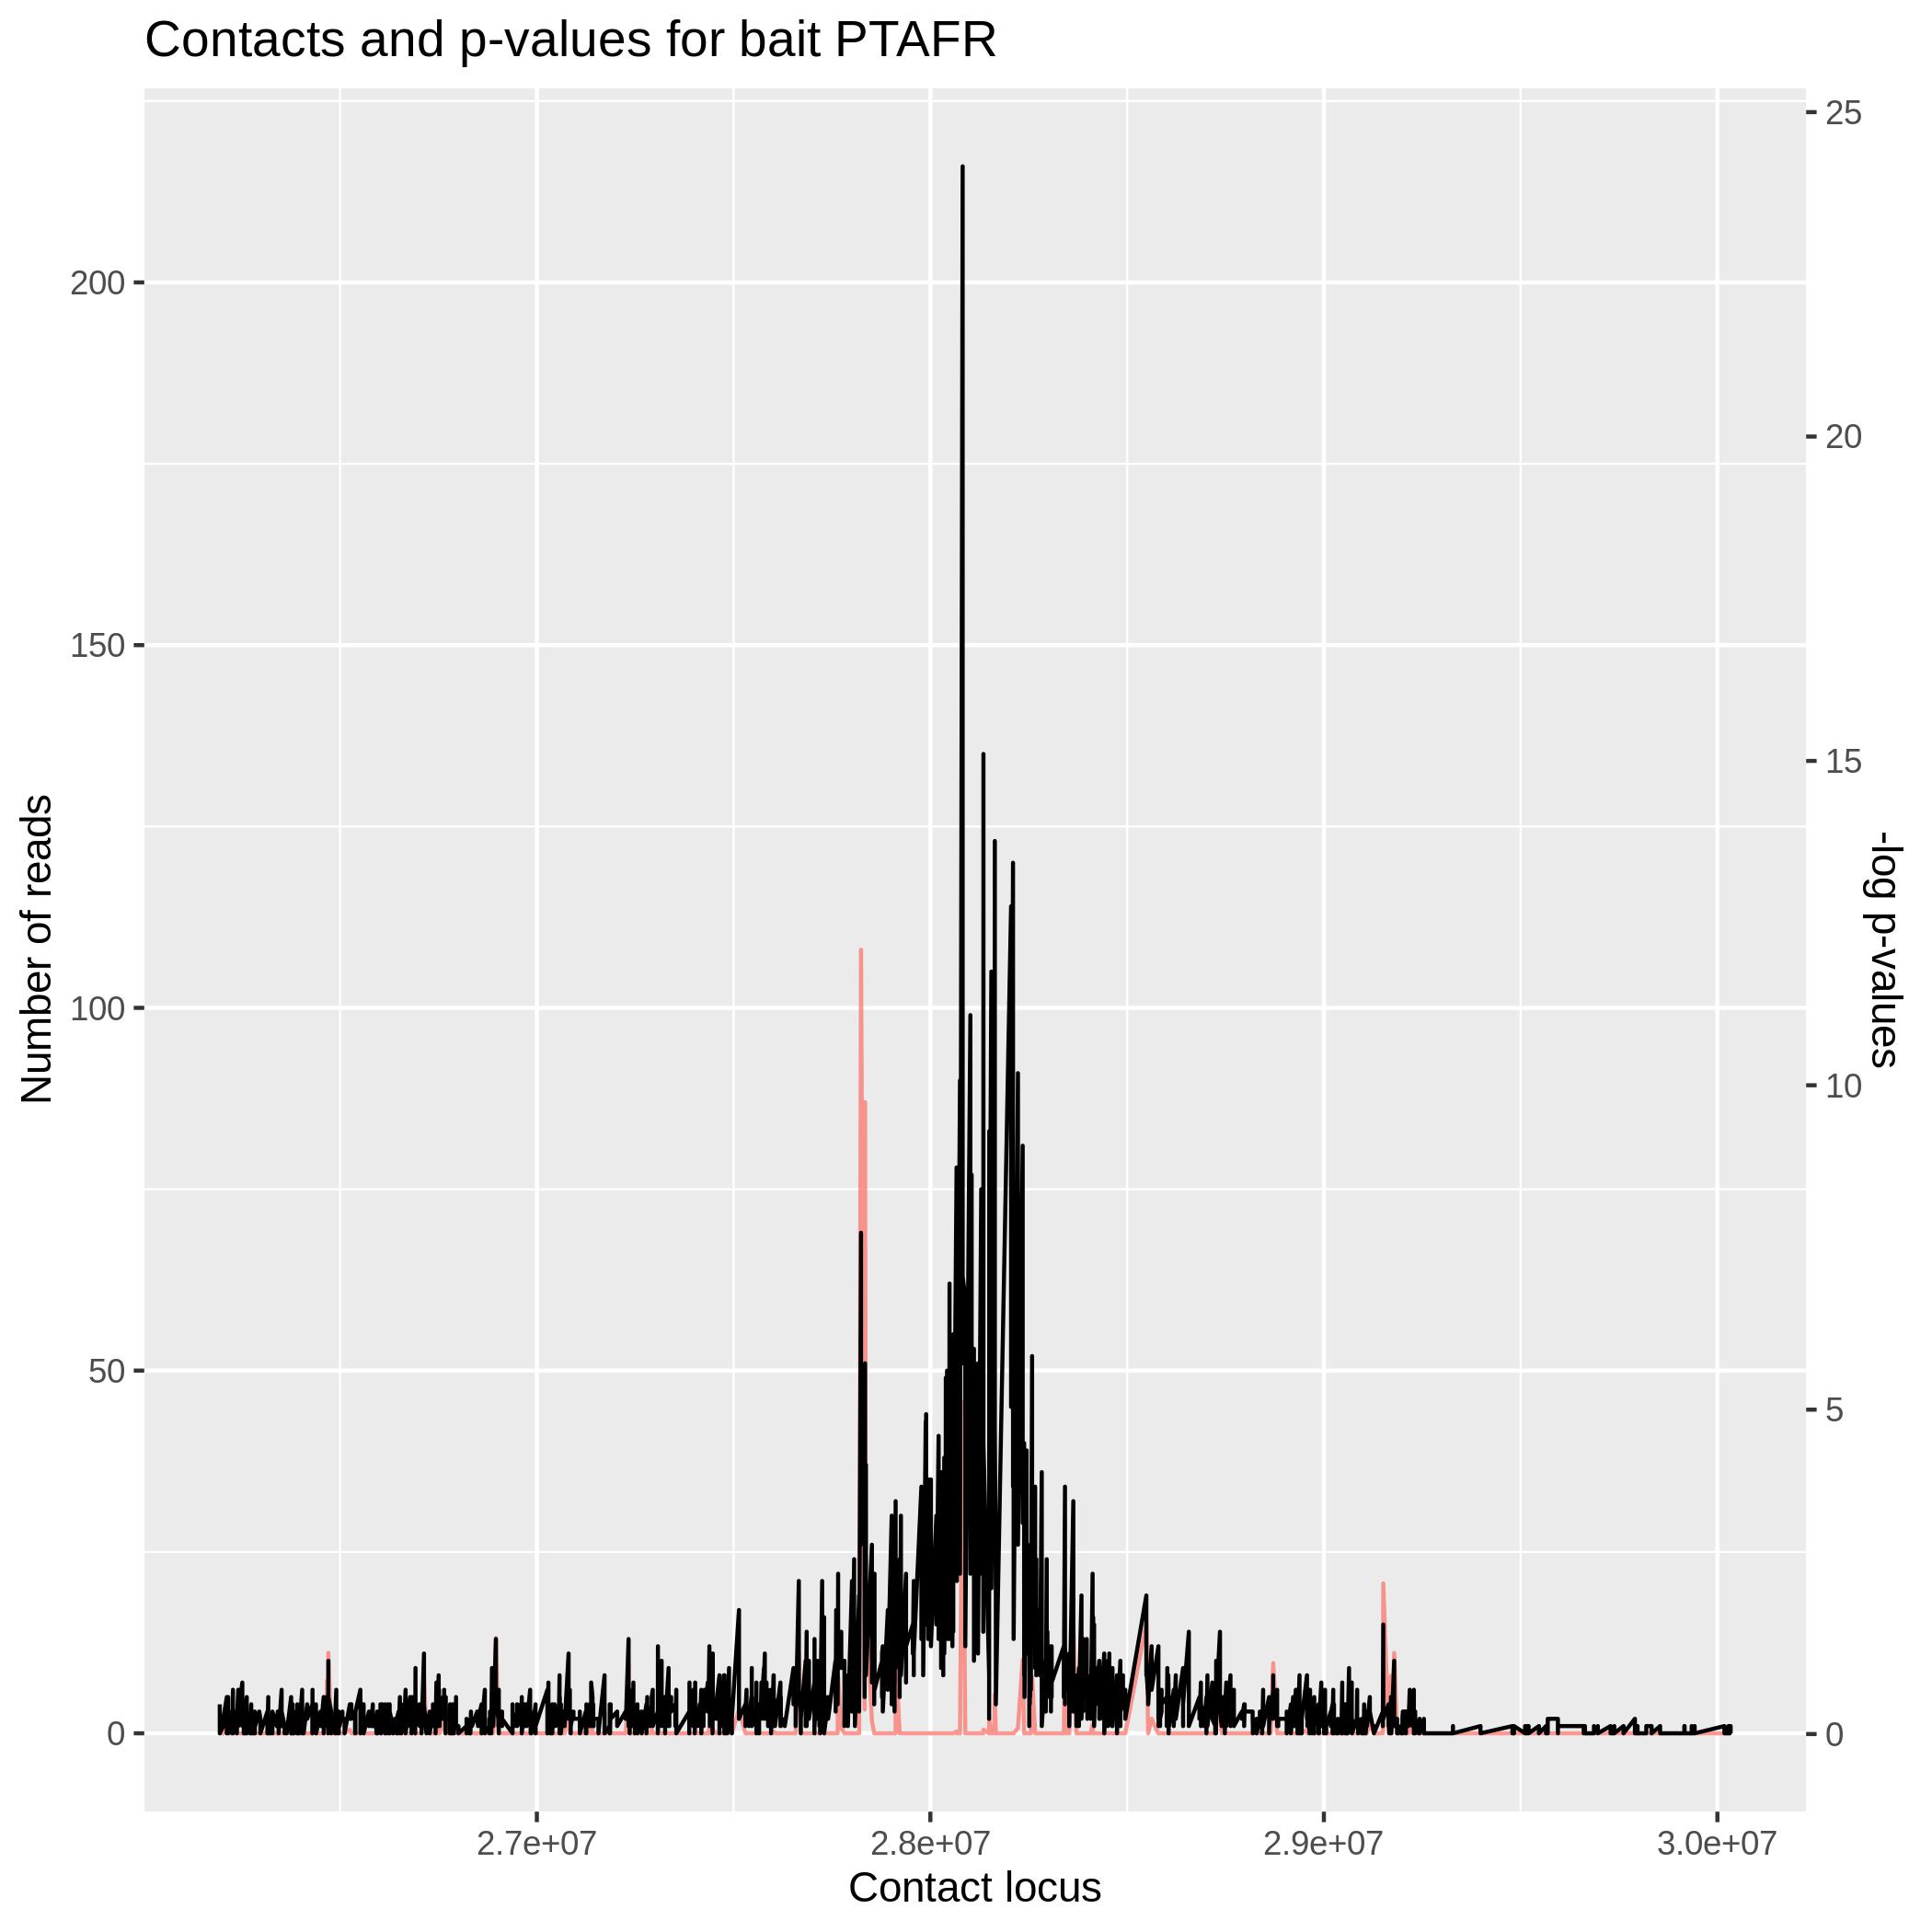 Contacts and p-values for bait PTAFR
Number of reads
200
150
100
50
0
25
20
15
10
5
0
-log p-values
2.7e+07
2.8e+07
2.9e+07
3.0e+07
Contact locus